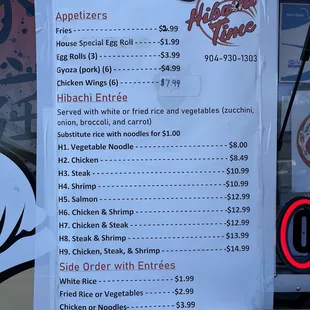 Appetizers
Hibachi
Time
904-930-1303
Fries -99
House Special Egg Roll -$1.99
Egg Rolls (3) -$3.99
Gyoza (pork) (6) -$4.99
Chicken Wings (6) $7.99
Hibachi Entrée
Served with white or fried rice and vegetables (zucchini,
onion, broccoli, and carrot)
Substitute rice with noodles for $1.00
H1. Vegetable Noodle -$8.00
H2. Chicken -$8.49
H3. Steak -$10.99
H4. Shrimp -$10.99
H5. Salmon -$12.99
H6. Chicken & Shrimp -$12.99
H7. Chicken & Steak -$12.99
H8. Steak & Shrimp -$13.99
H9. Chicken, Steak, & Shrimp -$14.99
Side Order with Entrées
White Rice -$1.99
Fried Rice or Vegetables -$2.99
Chicken or Noodles -$3.99